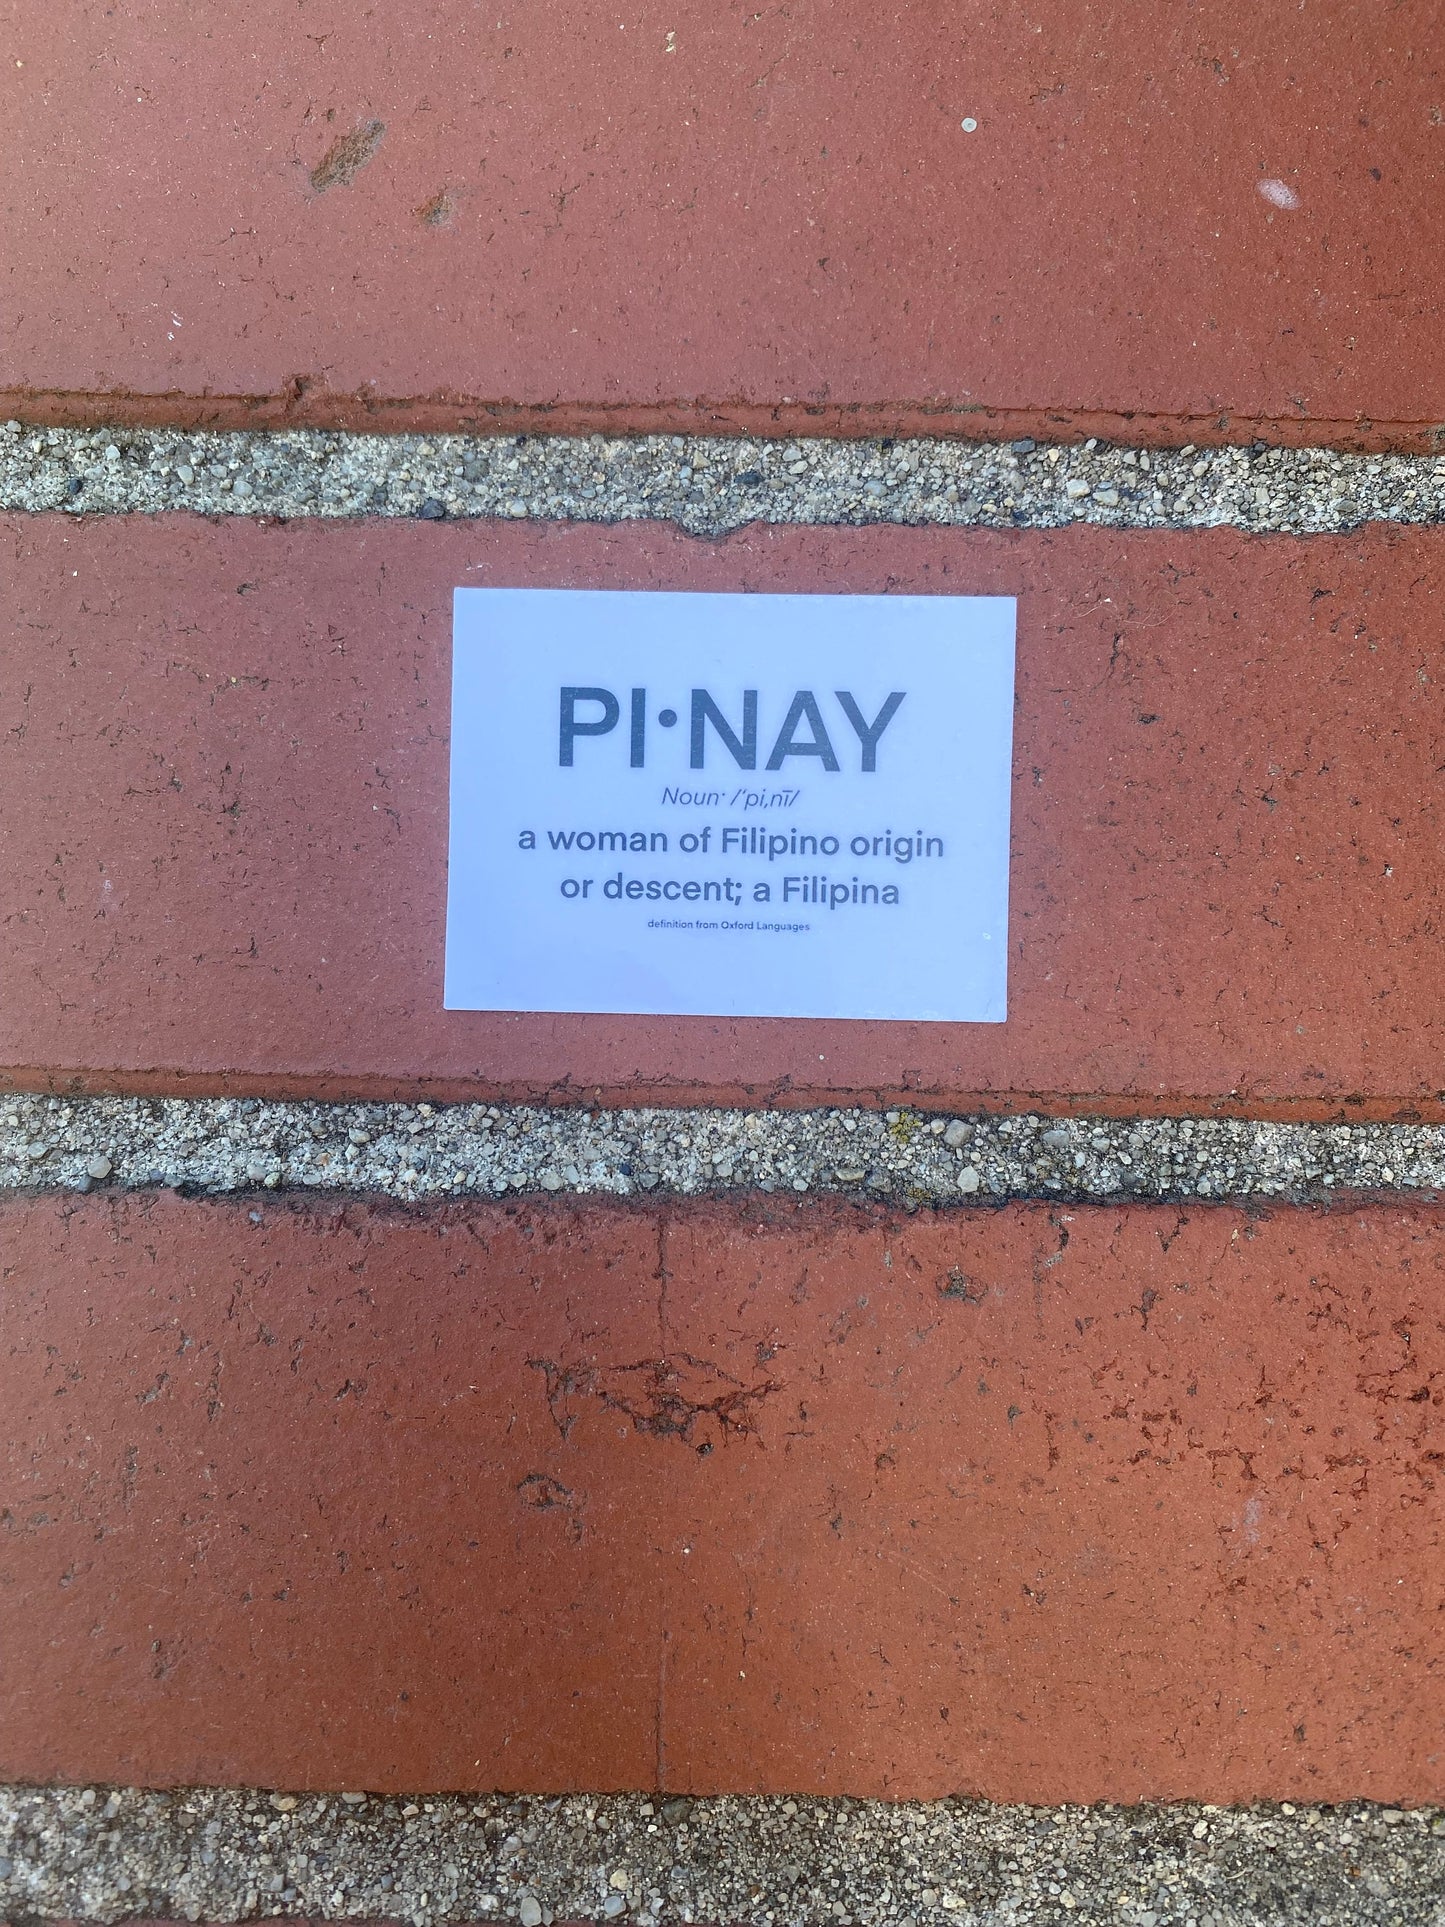 PI•NAY
Noun· /ˈpi,nī/
a woman of Filipino origin
or descent; a Filipina
definition from Oxford Languages